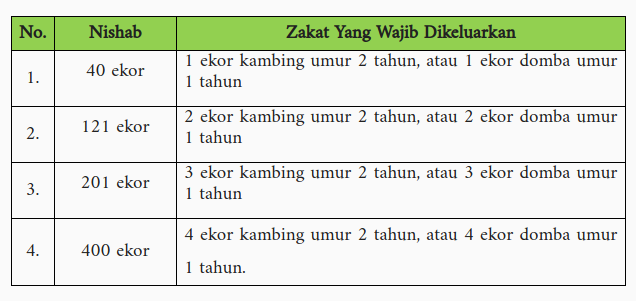 No. Nishab Zakat Yang Wajib Dikeluarkan
1. 40 ekor 1 ekor kambing umur 2 tahun, atau 1 ekor domba umur
1 tahun
2. 121 ekor 2 ekor kambing umur 2 tahun, atau 2 ekor domba umur
1 tahun
3. 201 ekor 3 ekor kambing umur 2 tahun, atau 3 ekor domba umur
1 tahun
4. 400 ekor 4 ekor kambing umur 2 tahun, atau 4 ekor domba umur
1 tahun.